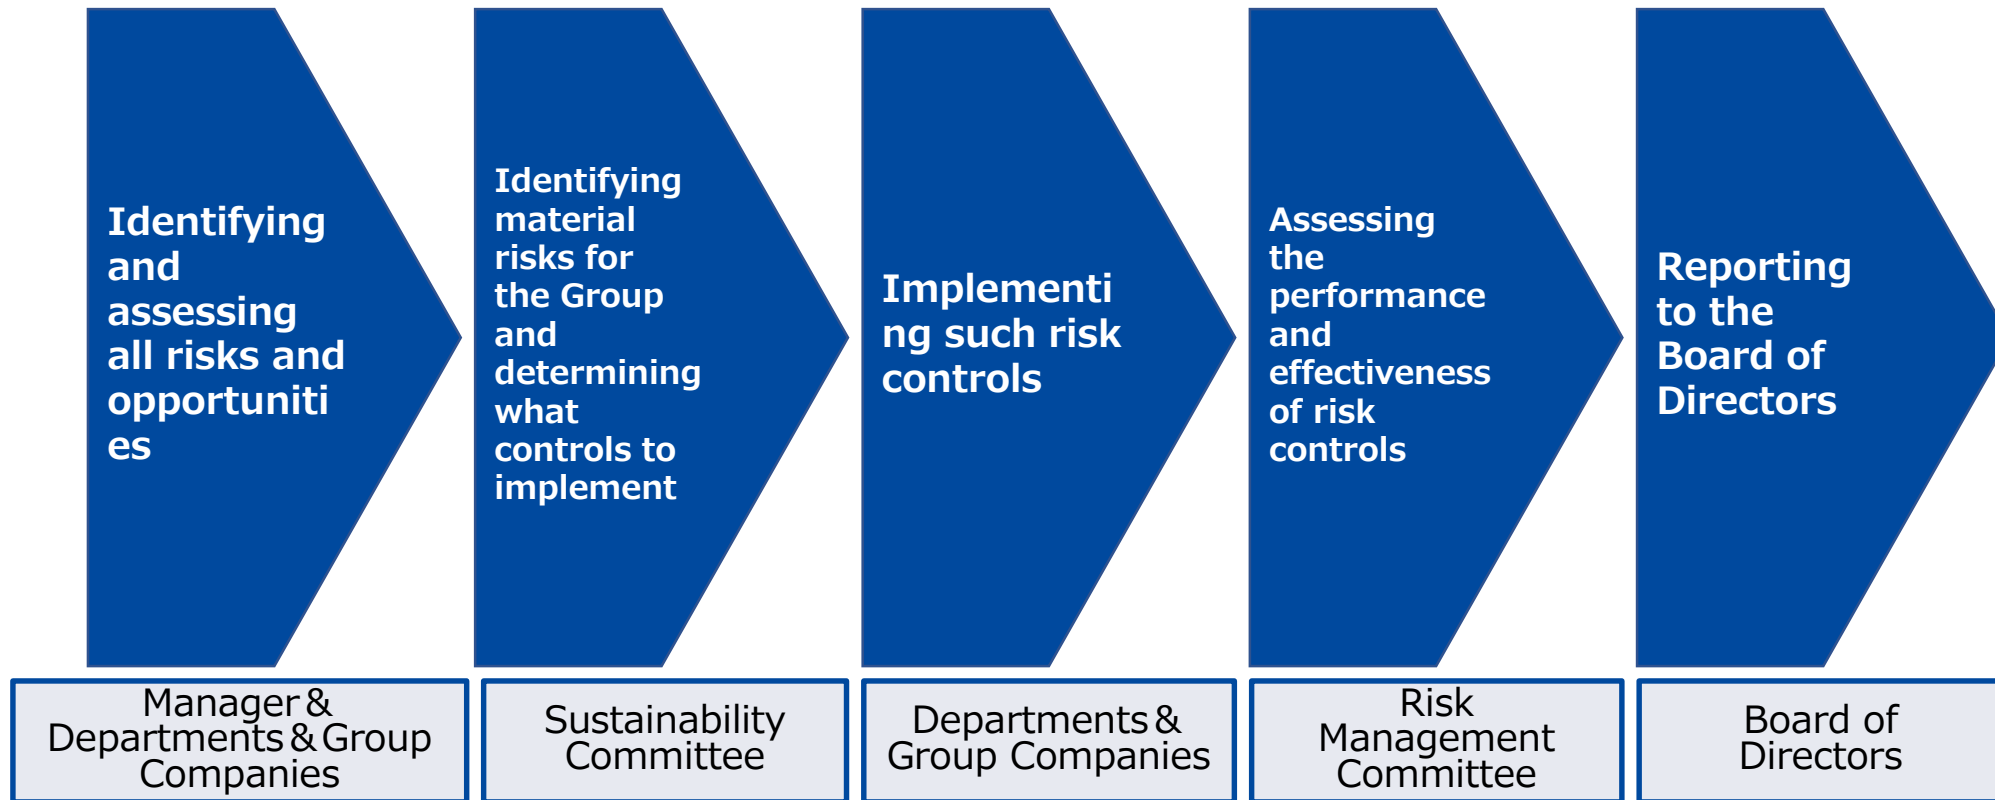 Identifying
and
assessing
all risks and
opportuniti
es
Identifying
material
risks for
the Group
and
determining
what
controls to
implement
Implementi
ng such risk
controls
Assessing
the
performance
and
effectiveness
of risk
controls
Reporting
to the
Board of
Directors
Manager &
Departments & Group
Companies
Sustainability
Committee
Departments &
Group Companies
Risk
Management
Committee
Board of
Directors